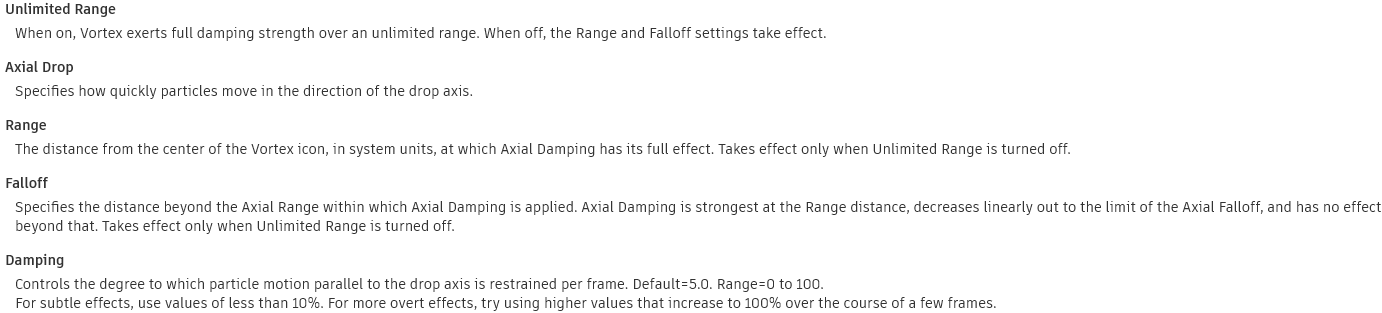 Unlimited Range
When on, Vortex exerts full damping strength over an unlimited range. When off, the Range and Falloff settings take effect.
Axial Drop
Specifies how quickly particles move in the direction of the drop axis.
Range
The distance from the center of the Vortex icon, in system units, at which Axial Damping has its full effect. Takes effect only when Unlimited Range is turned off.
Falloff
Specifies the distance beyond the Axial Range within which Axial Damping is applied. Axial Damping is strongest at the Range distance, decreases linearly out to the limit of the Axial Falloff, and has no effect
beyond that. Takes effect only when Unlimited Range is turned off.
Damping
Controls the degree to which particle motion parallel to the drop axis is restrained per frame. Default=5.0. Range=0 to 100.
For subtle effects, use values of less than 10%. For more overt effects, try using higher values that increase to 100% over the course of a few frames.